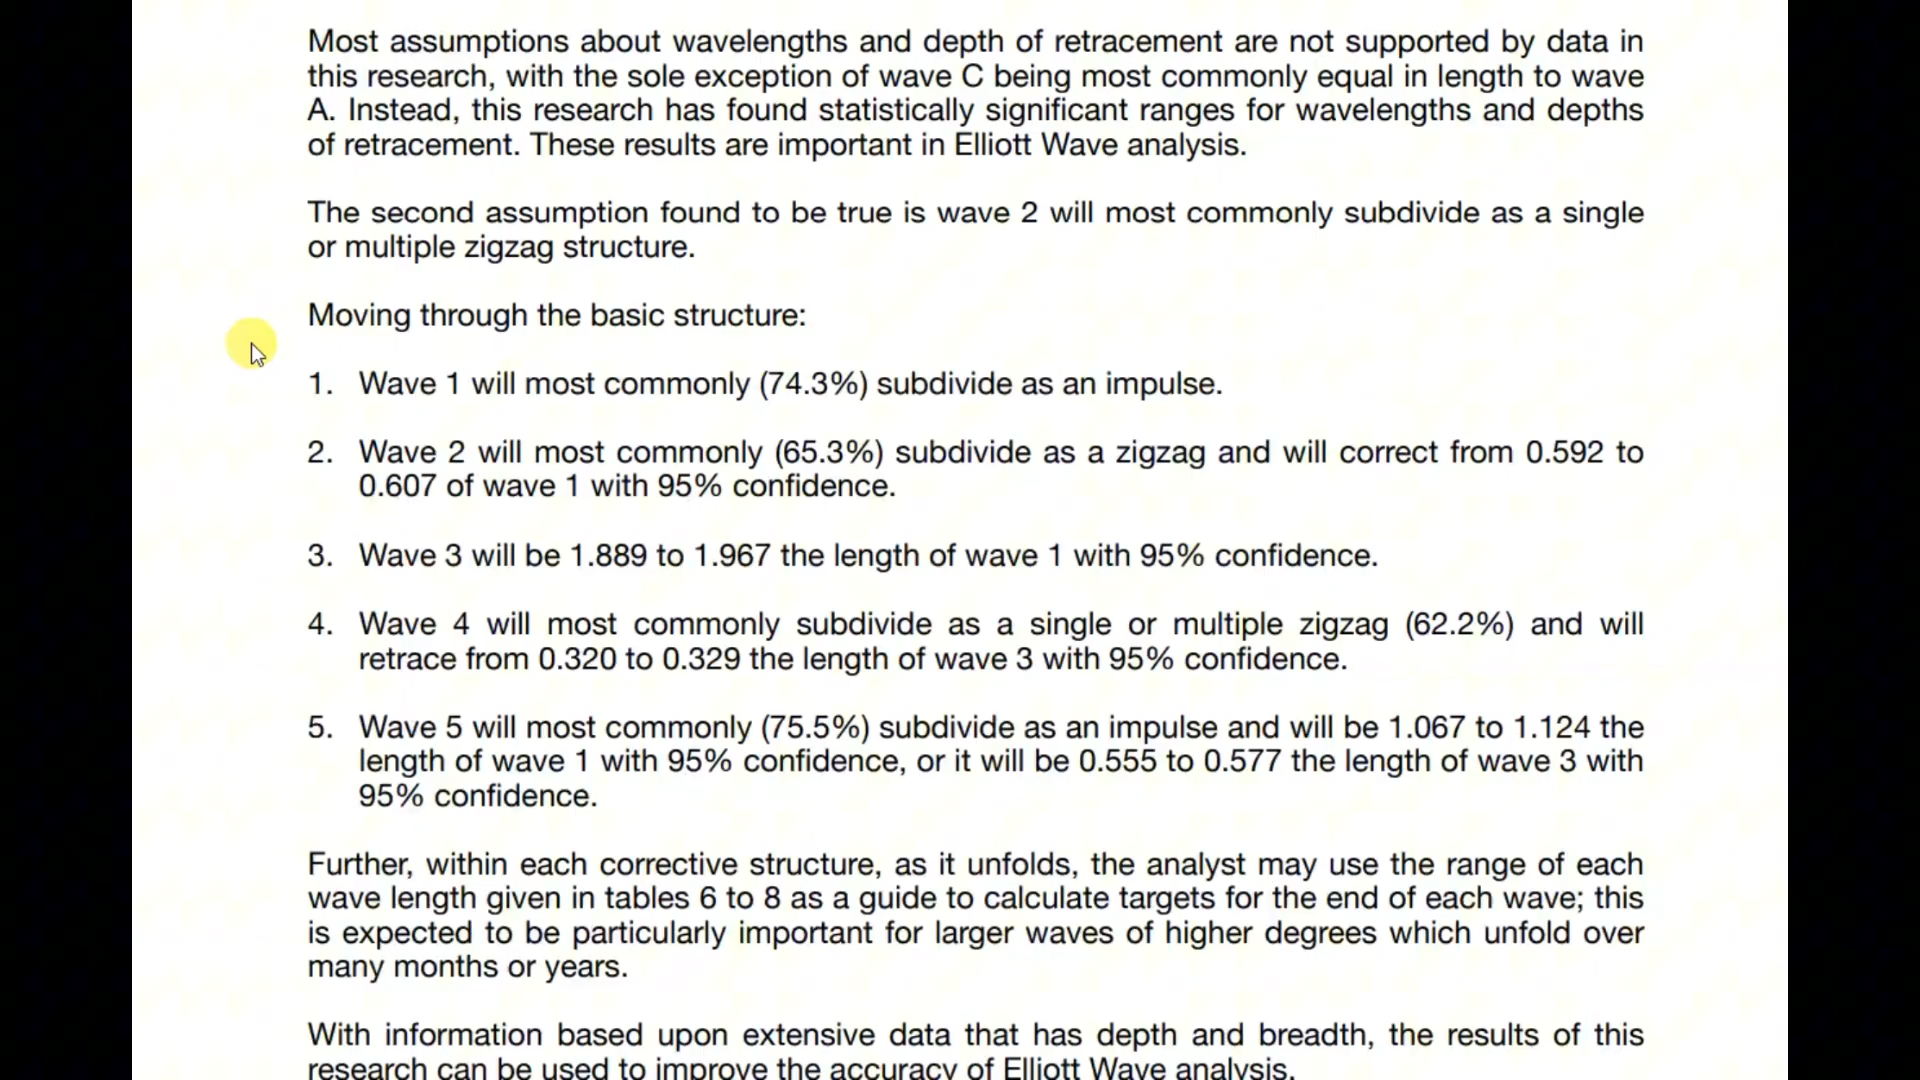 Most assumptions about wavelengths and depth of retracement are not supported by data in
this research, with the sole exception of wave C being most commonly equal in length to wave
A. Instead, this research has found statistically significant ranges for wavelengths and depths
of retracement. These results are important in Elliott Wave analysis.
The second assumption found to be true is wave 2 will most commonly subdivide as a single
or multiple zigzag structure.
Moving through the basic structure:
1. Wave 1 will most commonly (74.3%) subdivide as an impulse.
2. Wave 2 will most commonly (65.3%) subdivide as a zigzag and will correct from 0.592 to
0.607 of wave 1 with 95% confidence.
3. Wave 3 will be 1.889 to 1.967 the length of wave 1 with 95% confidence.
4. Wave 4 will most commonly subdivide as a single or multiple zigzag (62.2%) and will
retrace from 0.320 to 0.329 the length of wave 3 with 95% confidence.
5. Wave 5 will most commonly (75.5%) subdivide as an impulse and will be 1.067 to 1.124 the
length of wave 1 with 95% confidence, or it will be 0.555 to 0.577 the length of wave 3 with
95% confidence.
Further, within each corrective structure, as it unfolds, the analyst may use the range of each
wave length given in tables 6 to 8 as a guide to calculate targets for the end of each wave; this
is expected to be particularly important for larger waves of higher degrees which unfold over
many months or years.
With information based upon extensive data that has depth and breadth, the results of this
research can be used to improve the accuracy of Elliott Wave analysis.